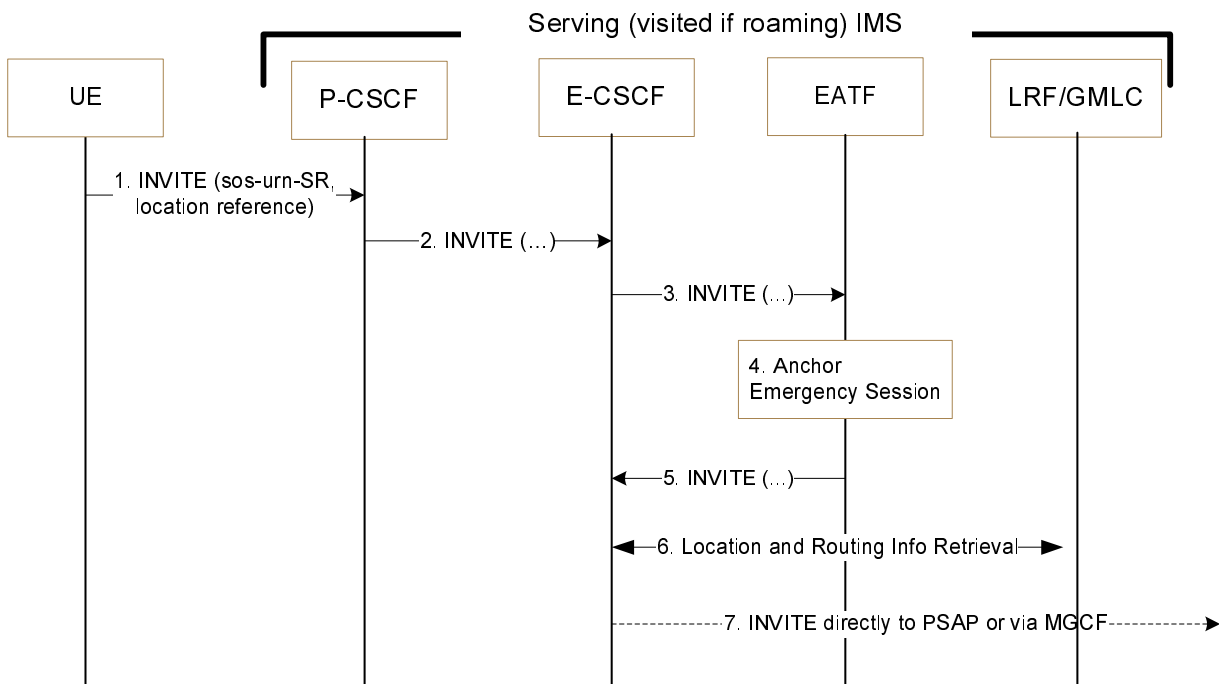 Serving (visited if roaming) IMS
UE
P-CSCF
E-CSCF
EATF
LRF/GMLC
1. INVITE (sos-urn-SR,
location reference)
2. INVITE (...)
3. INVITE (...)
4. Anchor
Emergency Session
5. INVITE (...)
6. Location and Routing Info Retrieval
7. INVITE directly to PSAP or via MGCF